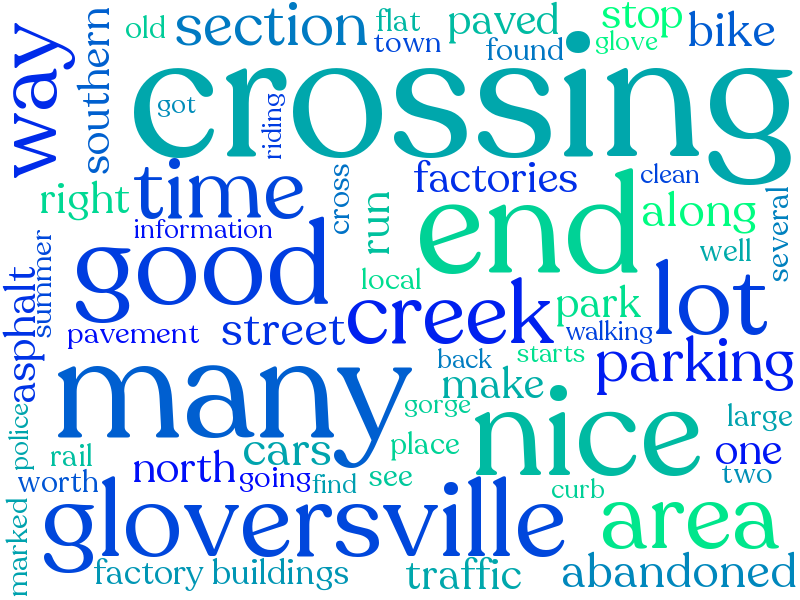 old
section
flat
town
paved
found
stop
glove
bike
way
southern
got
riding
crossing
right
time
cross
factories
clean
information
run
end
along
several
good
local
well
summer
asphalt
pavement
street
creek
park
walking
lot
parking
many
back
starts
make
gorge
nice
large
police
rail
cars
place
one
worth
north
going
find
see
curb
two
marked
gloversville
area
factory buildings
traffic
abandoned